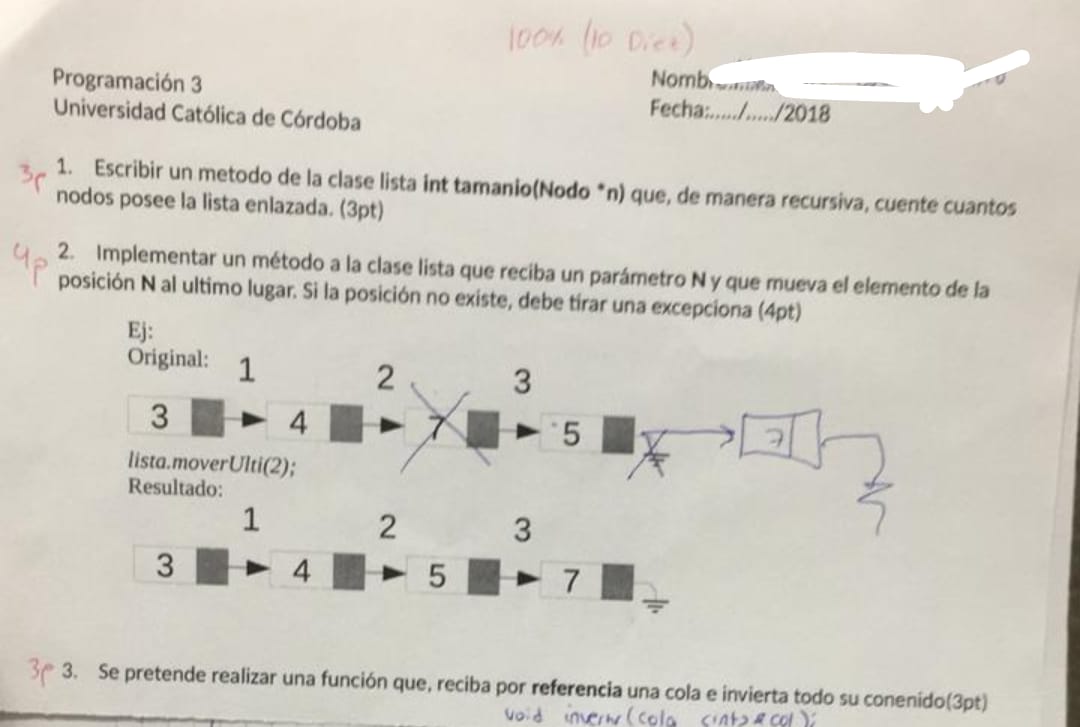 100% (10 Diez)
Programación 3
Universidad Católica de Córdoba
Fecha:...../...../2018
3p 1. Escribir un metodo de la clase lista int tamanio(Nodo *n) que, de manera recursiva, cuente cuantos
nodos posee la lista enlazada. (3pt)
4p 2. Implementar un método a la clase lista que reciba un parámetro N y que mueva el elemento de la
posición N al ultimo lugar. Si la posición no existe, debe tirar una excepciona (4pt)
Ej:
Original:
1 2 3
3 4 7 5 7
lista.moverUlti(2);
Resultado:
1 2 3
3 4 5 7
3p 3. Se pretende realizar una función que, reciba por referencia una cola e invierta todo su conenido(3pt)
void invertir (cola <int> & col);